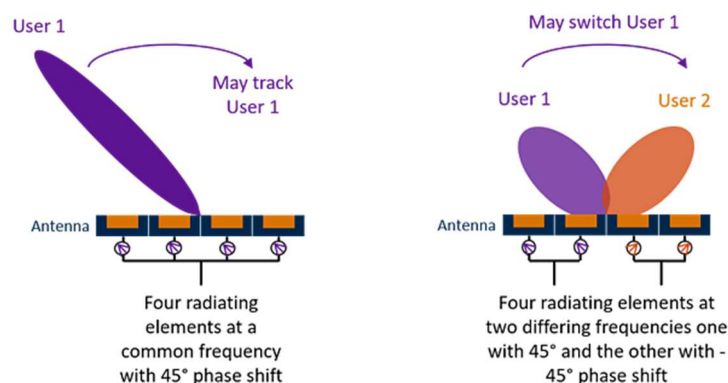 User 1
May track
User 1
Antenna
Four radiating
elements at a
common frequency
with 45° phase shift
May switch User 1
User 1
User 2
Antenna
Four radiating elements at
two differing frequencies one
with 45° and the other with -
45° phase shift